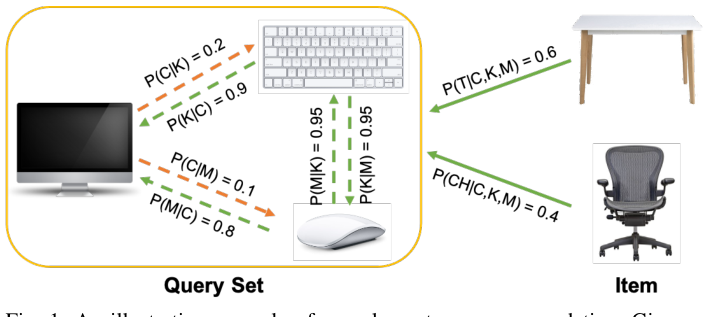 P(C|K) = 0.2
P(K|C) = 0.9
P(C|M) = 0.1
P(M|C) = 0.8
P(M|K) = 0.95
P(K|M) = 0.95
P(T|C,K,M) = 0.6
P(CH|C,K,M) = 0.4
Query Set
Item